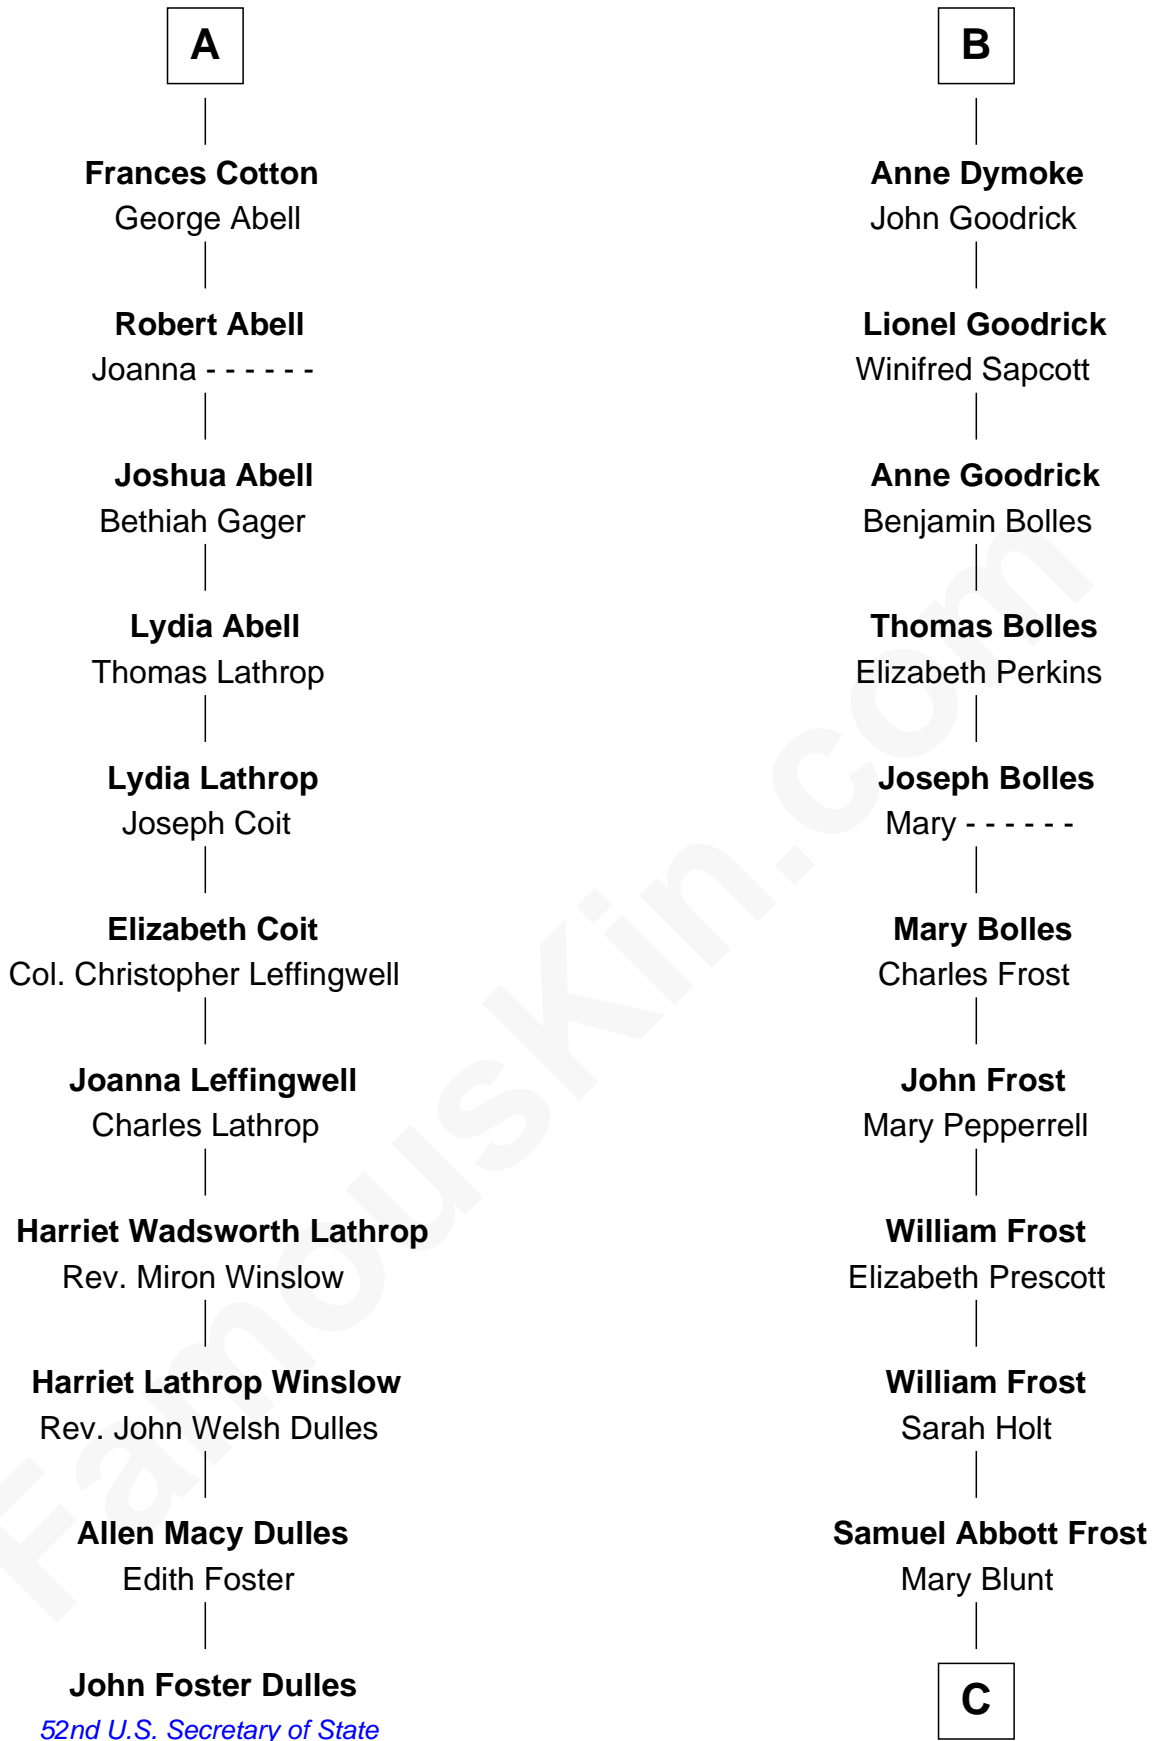 A
Frances Cotton
George Abell
Robert Abell
Joanna - - - - - -
Joshua Abell
Bethiah Gager
Lydia Abell
Thomas Lathrop
Lydia Lathrop
Joseph Coit
Elizabeth Coit
Col. Christopher Leffingwell
Joanna Leffingwell
Charles Lathrop
Harriet Wadsworth Lathrop
Rev. Miron Winslow
Harriet Lathrop Winslow
Rev. John Welsh Dulles
Allen Macy Dulles
Edith Foster
John Foster Dulles
52nd U.S. Secretary of State
B
Anne Dymoke
John Goodrick
Lionel Goodrick
Winifred Sapcott
Anne Goodrick
Benjamin Bolles
Thomas Bolles
Elizabeth Perkins
Joseph Bolles
Mary - - - - - -
Mary Bolles
Charles Frost
John Frost
Mary Pepperrell
William Frost
Elizabeth Prescott
William Frost
Sarah Holt
Samuel Abbott Frost
Mary Blunt
C
FamousKin.com